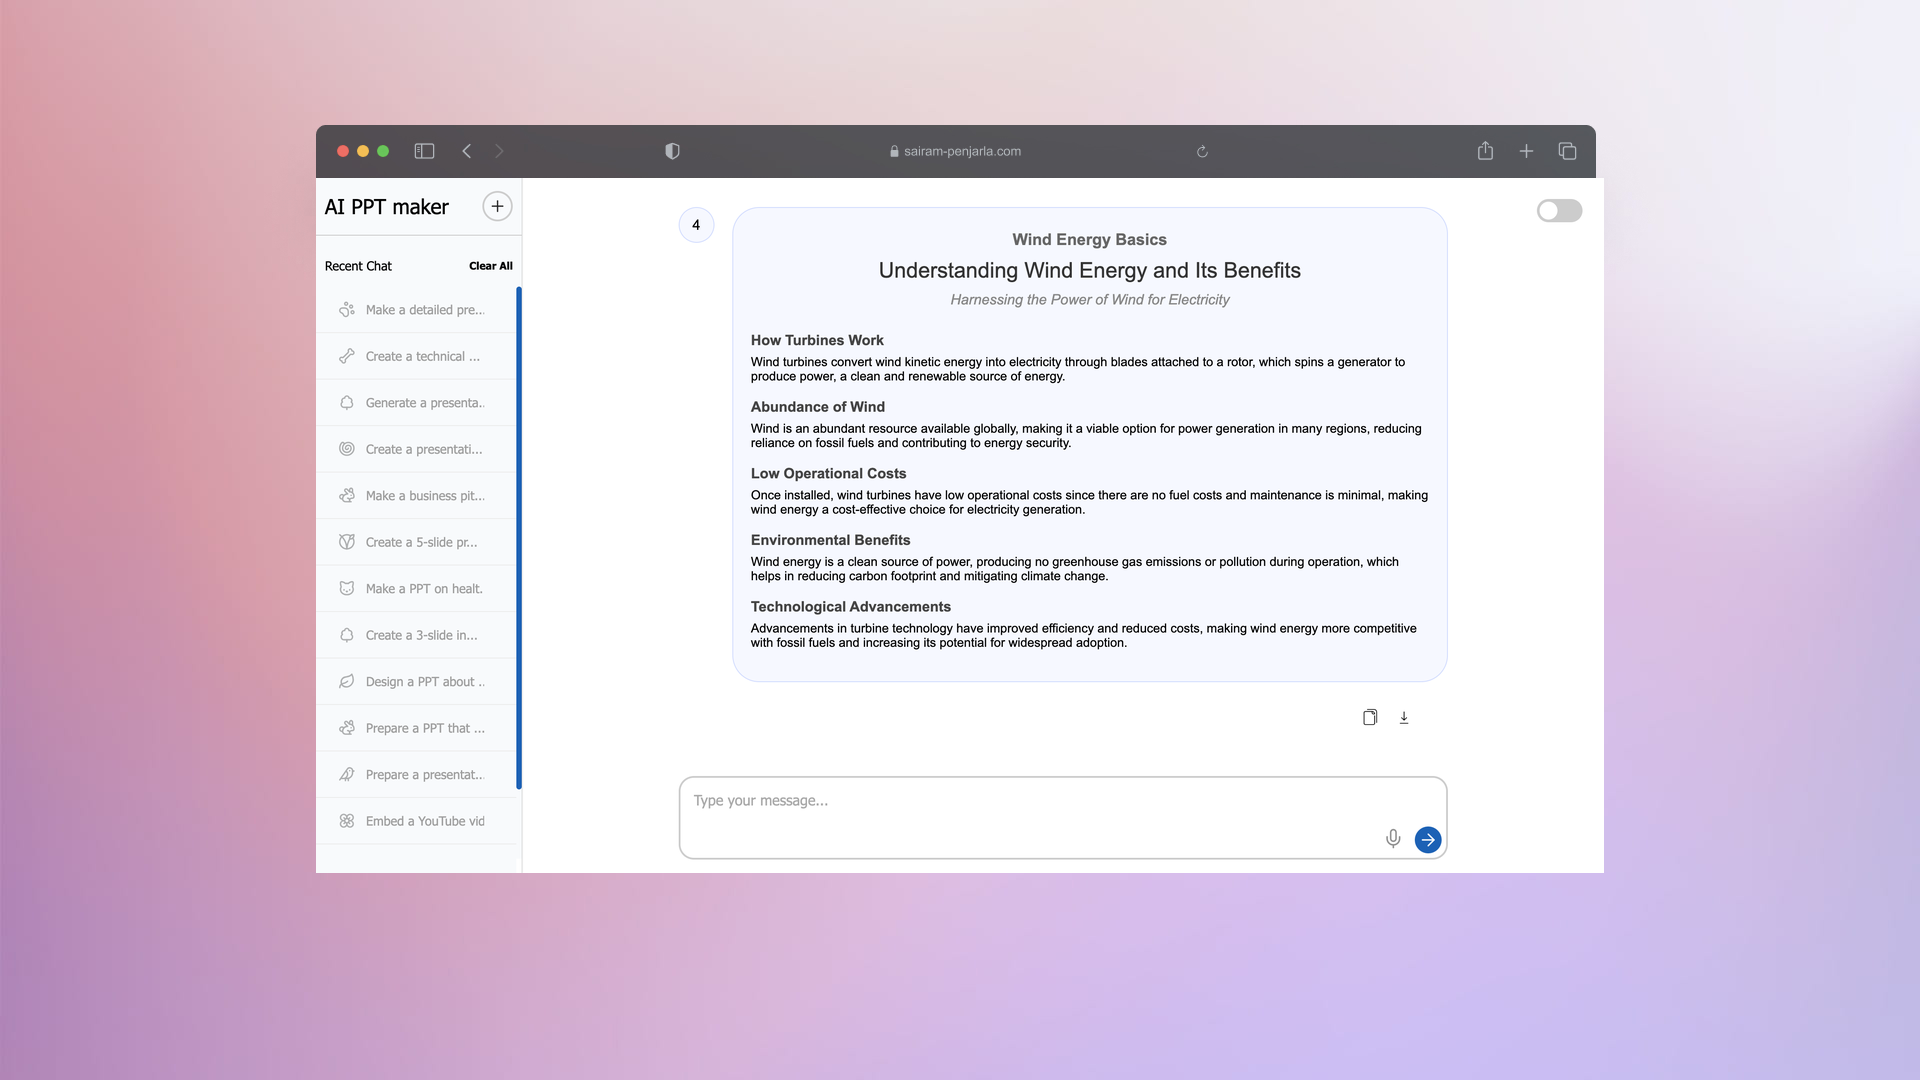 sairam-penjarla.com
AI PPT maker
Recent Chat
Clear All
Make a detailed pre...
Create a technical ...
Generate a presenta..
Create a presentati...
Make a business pit...
Create a 5-slide pr...
Make a PPT on healt.
Create a 3-slide in...
Design a PPT about ..
Prepare a PPT that ...
Prepare a presentat..
Embed a YouTube vid
4
Wind Energy Basics
Understanding Wind Energy and Its Benefits
Harnessing the Power of Wind for Electricity
How Turbines Work
Wind turbines convert wind kinetic energy into electricity through blades attached to a rotor, which spins a generator to
produce power, a clean and renewable source of energy.
Abundance of Wind
Wind is an abundant resource available globally, making it a viable option for power generation in many regions, reducing
reliance on fossil fuels and contributing to energy security.
Low Operational Costs
Once installed, wind turbines have low operational costs since there are no fuel costs and maintenance is minimal, making
wind energy a cost-effective choice for electricity generation.
Environmental Benefits
Wind energy is a clean source of power, producing no greenhouse gas emissions or pollution during operation, which
helps in reducing carbon footprint and mitigating climate change.
Technological Advancements
Advancements in turbine technology have improved efficiency and reduced costs, making wind energy more competitive
with fossil fuels and increasing its potential for widespread adoption.
Type your message...